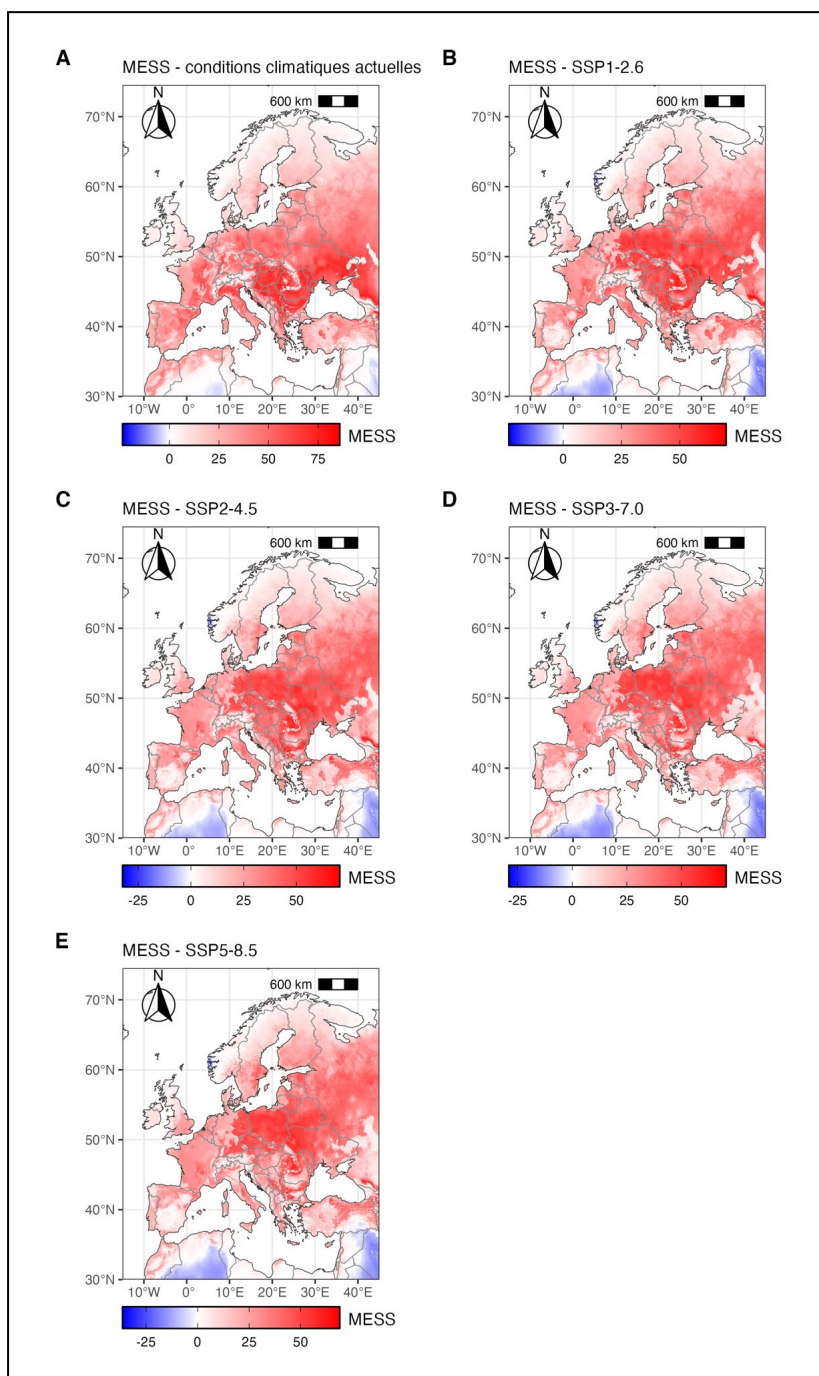 A
MESS - conditions climatiques actuelles
N
600 km
70°N
60°N
50°N
40°N
30°N
10°W 0° 10°E 20°E 30°E 40°E
0 25 50 75
MESS
B
MESS - SSP1-2.6
N
600 km
70°N
60°N
50°N
40°N
30°N
10°W 0° 10°E 20°E 30°E 40°E
0 25 50
MESS
C
MESS - SSP2-4.5
N
600 km
70°N
60°N
50°N
40°N
30°N
10°W 0° 10°E 20°E 30°E 40°E
-25 0 25 50
MESS
D
MESS - SSP3-7.0
N
600 km
70°N
60°N
50°N
40°N
30°N
10°W 0° 10°E 20°E 30°E 40°E
-25 0 25 50
MESS
E
MESS - SSP5-8.5
N
600 km
70°N
60°N
50°N
40°N
30°N
10°W 0° 10°E 20°E 30°E 40°E
-25 0 25 50
MESS